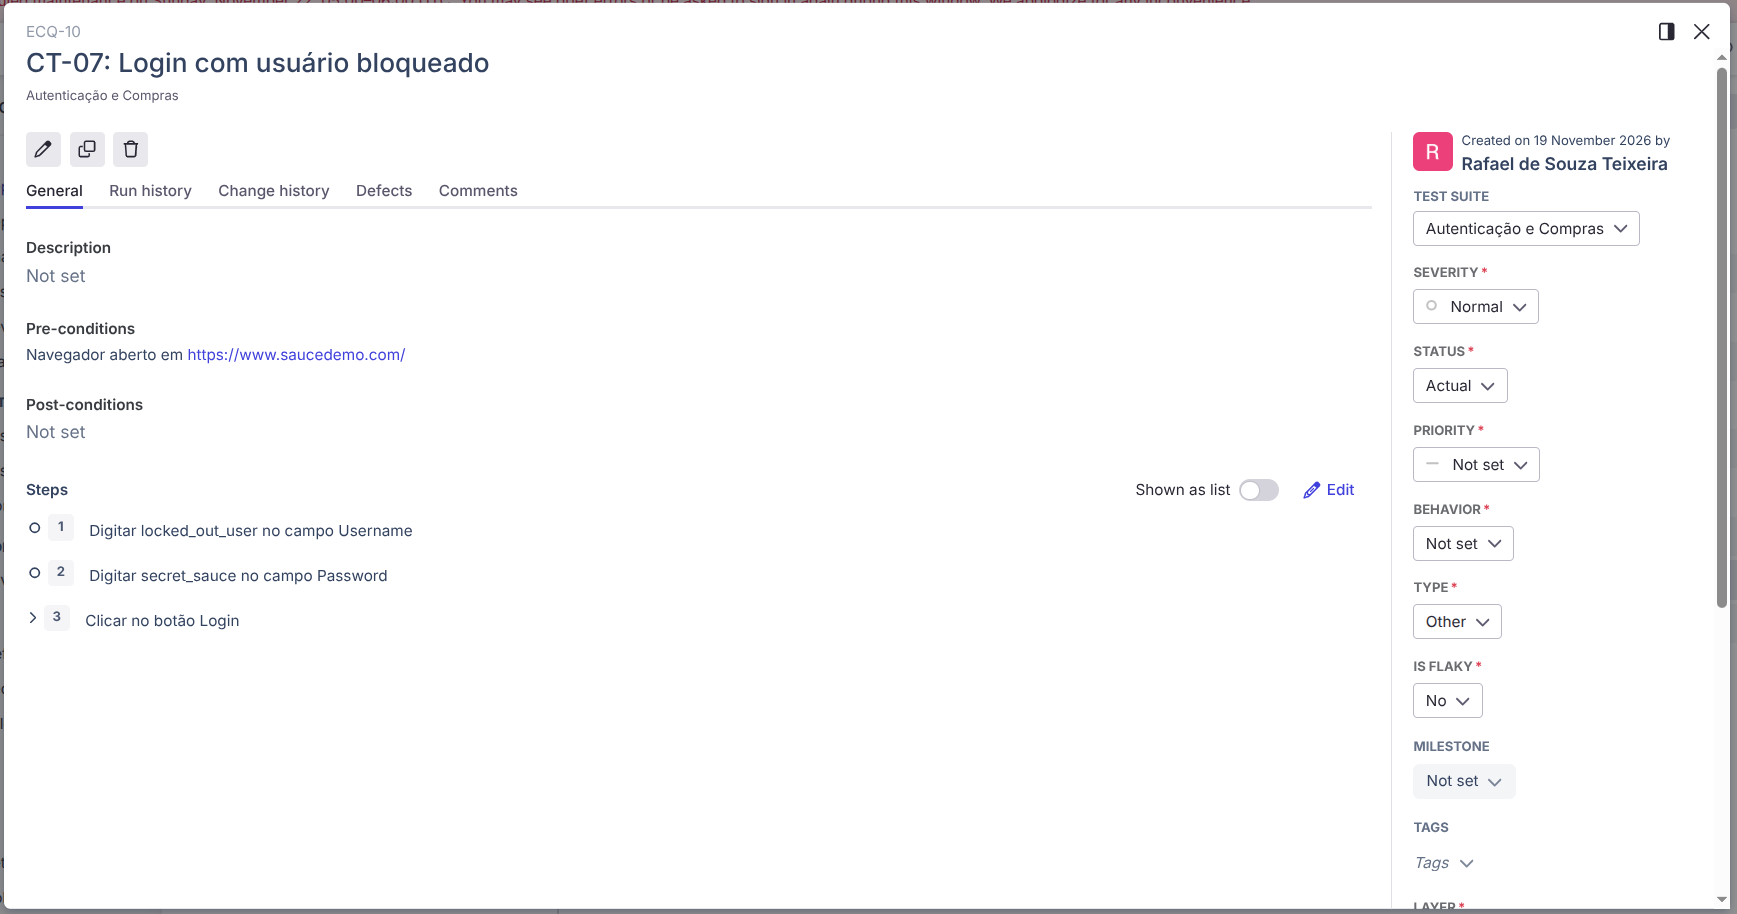 ECQ-10
CT-07: Login com usuário bloqueado
Autenticação e Compras
General Run history Change history Defects Comments
Description
Not set
Pre-conditions
Navegador aberto em https://www.saucedemo.com/
Post-conditions
Not set
Steps
Shown as list
Edit
1 Digitar locked_out_user no campo Username
2 Digitar secret_sauce no campo Password
3 Clicar no botão Login
R
Created on 19 November 2026 by
Rafael de Souza Teixeira
TEST SUITE
Autenticação e Compras
SEVERITY*
Normal
STATUS*
Actual
PRIORITY*
Not set
BEHAVIOR*
Not set
TYPE*
Other
IS FLAKY*
No
MILESTONE
Not set
TAGS
Tags
LAYER*